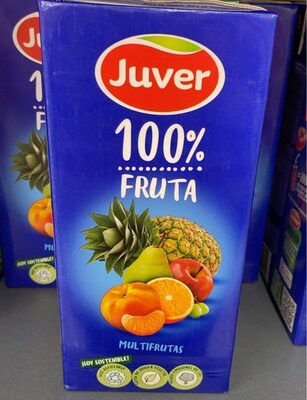 Juver
100%
FRUTA
MULTIFRUTAS
¡SOY SOSTENIBLE!